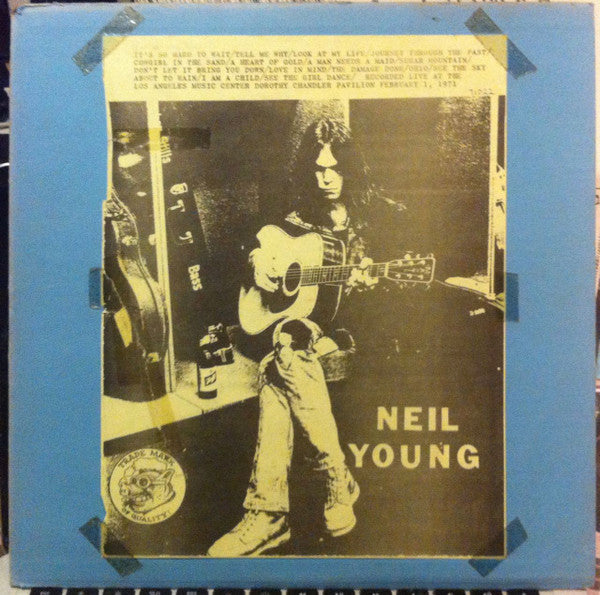 IT'S SO HARD TO WAIT/TELL ME WHY/LOOK AT MY LIFE/JOURNEY THROUGH THE PAST/
COWGIRL IN THE SAND/A HEART OF GOLD/A MAN NEEDS A MAID/SUGAR MOUNTAIN/
DON'T LET IT BRING YOU DOWN/LOVE IN MIND/THE DAMAGE DONE/OHIO/SEE THE SKY
ABOUT TO RAIN/I AM A CHILD/SEE THE GIRL DANCE/ RECORDED LIVE AT THE
LOS ANGELES MUSIC CENTER DOROTHY CHANDLER PAVILION FEBRUARY 1, 1971
Bass
NEIL
YOUNG
TRADE MARK
OF QUALITY